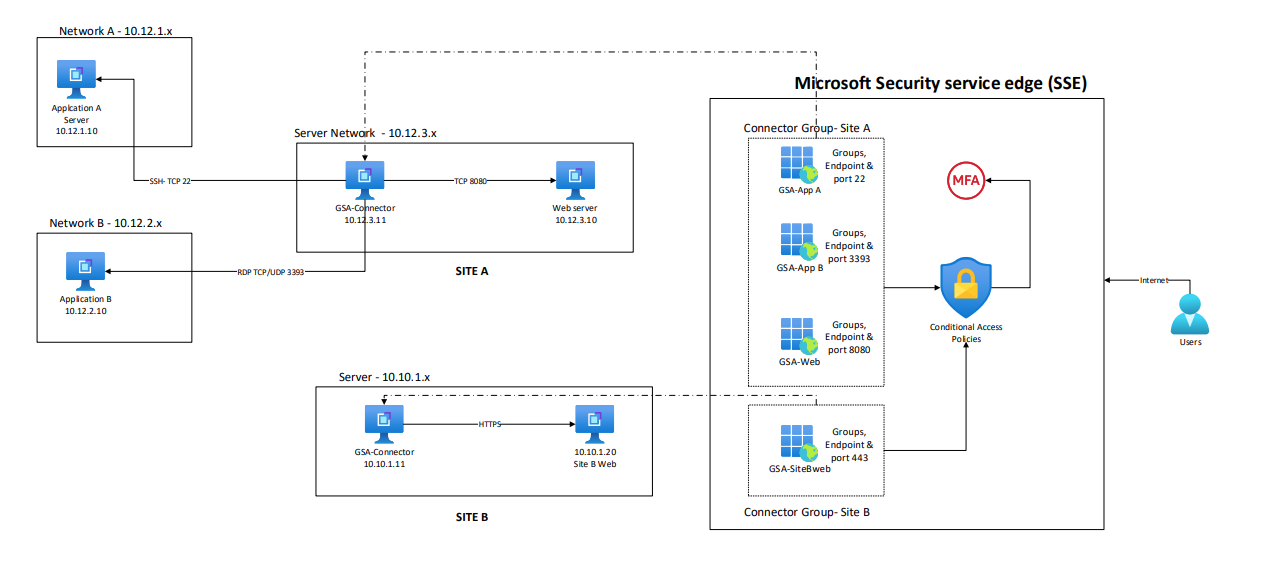 Network A - 10.12.1.x
Application A
Server
10.12.1.10
SSH- TCP 22
Network B - 10.12.2.x
Application B
10.12.2.10
RDP TCP/UDP 3393
Server Network - 10.12.3.x
GSA-Connector
10.12.3.11
TCP 8080
Web server
10.12.3.10
SITE A
Server - 10.10.1.x
GSA-Connector
10.10.1.11
HTTPS
10.10.1.20
Site B Web
SITE B
Microsoft Security service edge (SSE)
Connector Group- Site A
GSA-App A
Groups,
Endpoint &
port 22
GSA-App B
Groups,
Endpoint &
port 3393
GSA-Web
Groups,
Endpoint &
port 8080
GSA-SiteBweb
Groups,
Endpoint &
port 443
Connector Group- Site B
MFA
Conditional Access
Policies
Internet
Users